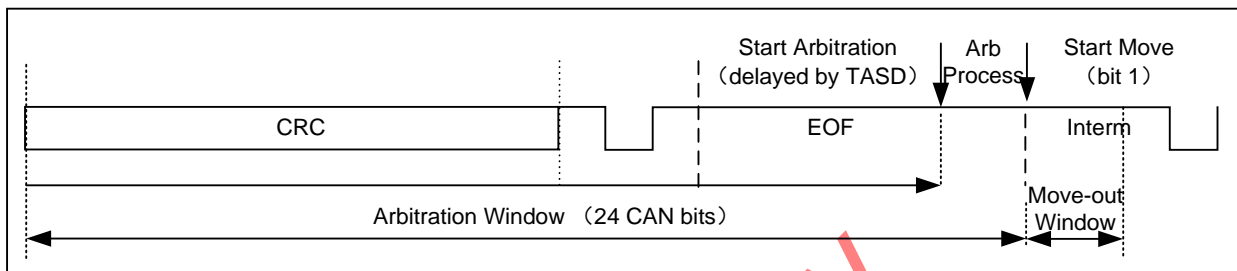 Start Arbitration
（delayed by TASD）
Arb
Process
Start Move
（bit 1）
CRC
EOF
Interm
Arbitration Window （24 CAN bits）
Move-out
Window